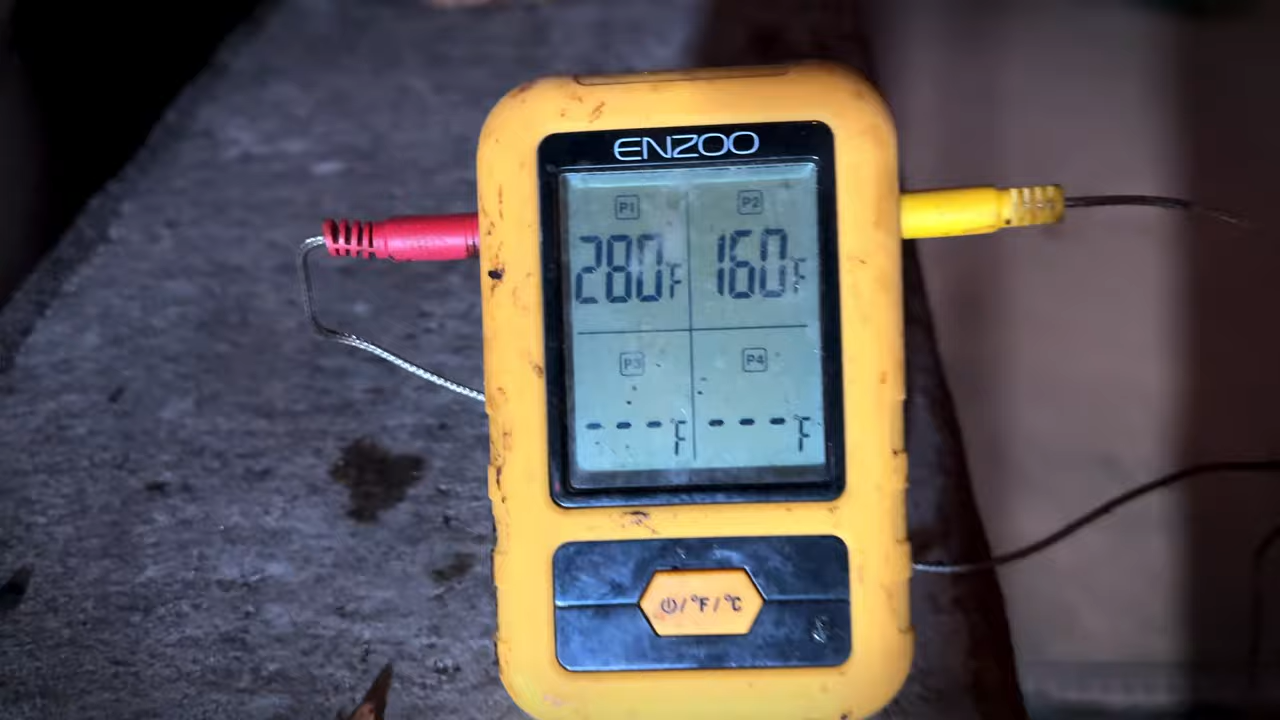 ENZOO
P1 P2
280°F 160°F
P3 P4
---°F ---°F
⏻/°F/°C